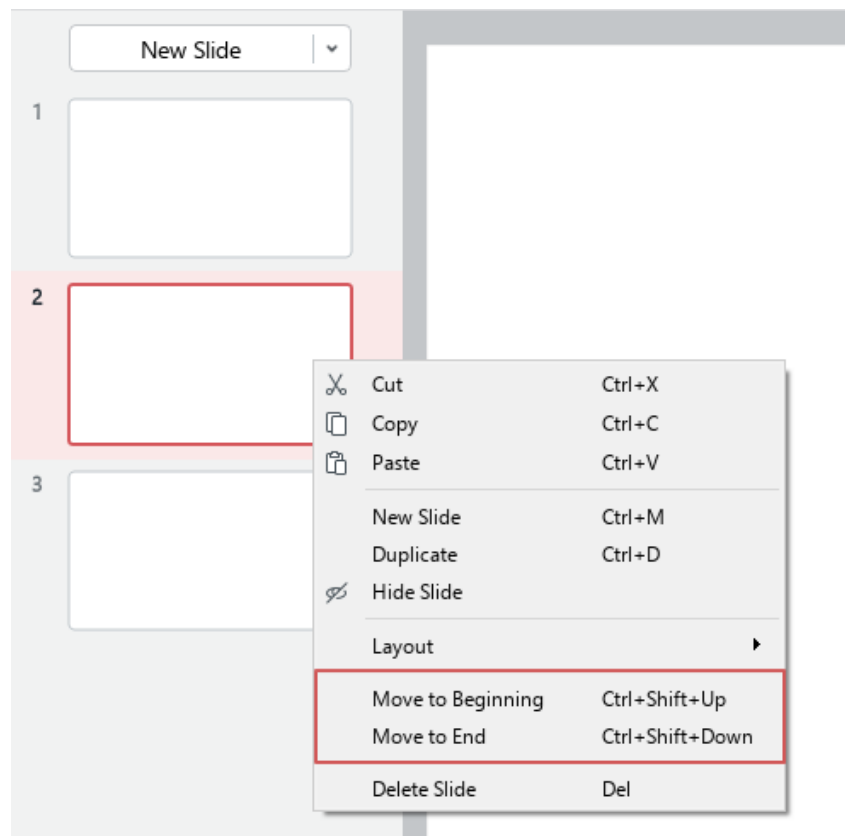 New Slide
1
2
3
Cut Ctrl+X
Copy Ctrl+C
Paste Ctrl+V
New Slide Ctrl+M
Duplicate Ctrl+D
Hide Slide
Layout
Move to Beginning Ctrl+Shift+Up
Move to End Ctrl+Shift+Down
Delete Slide Del